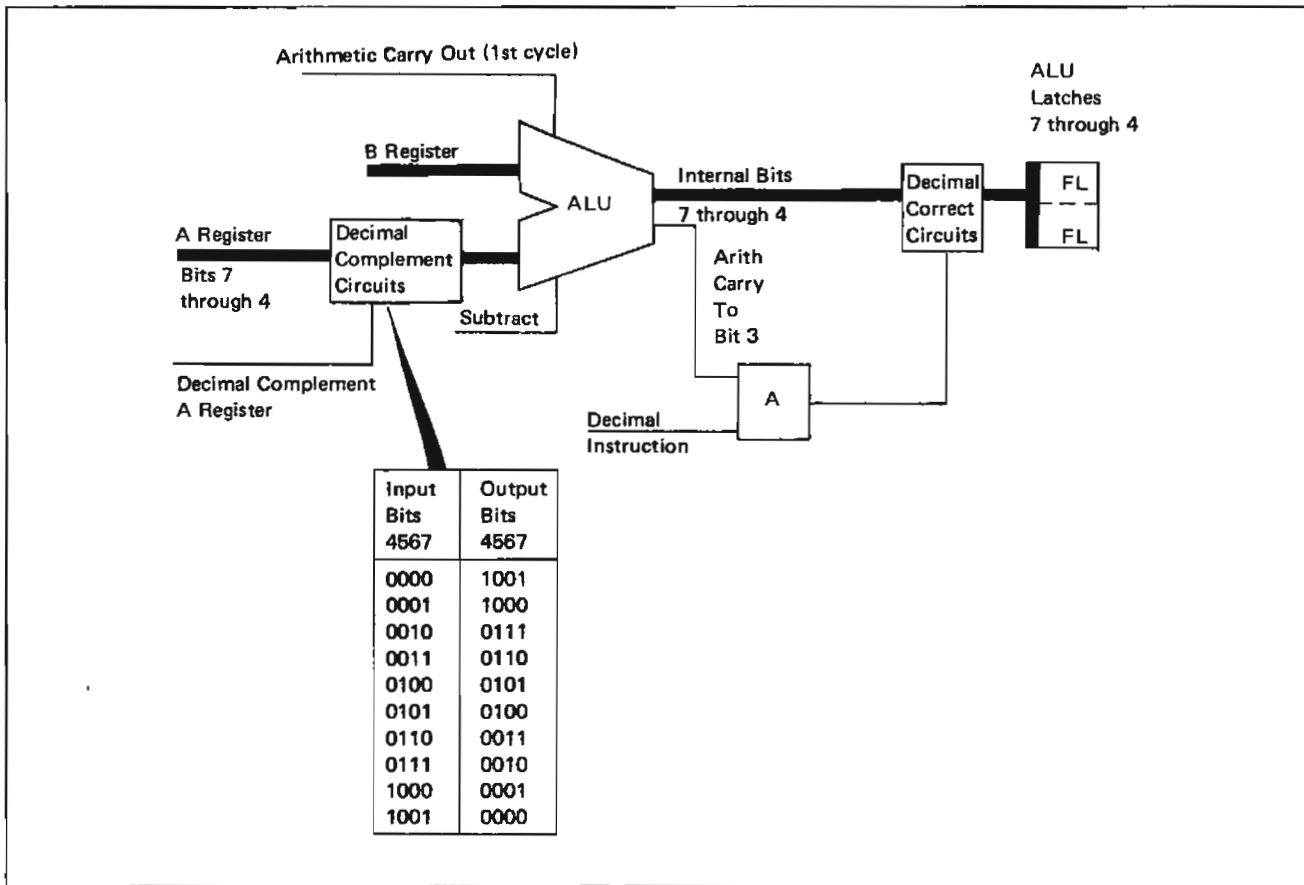 Arithmetic Carry Out (1st cycle)
ALU
Latches
7 through 4
B Register
ALU
Internal Bits
7 through 4
Decimal
Correct
Circuits
FL
FL
A Register
Bits 7
through 4
Decimal
Complement
Circuits
Subtract
Arith
Carry
To
Bit 3
Decimal Complement
A Register
A
Decimal
Instruction
Input Bits 4567 Output Bits 4567
0000 1001
0001 1000
0010 0111
0011 0110
0100 0101
0101 0100
0110 0011
0111 0010
1000 0001
1001 0000